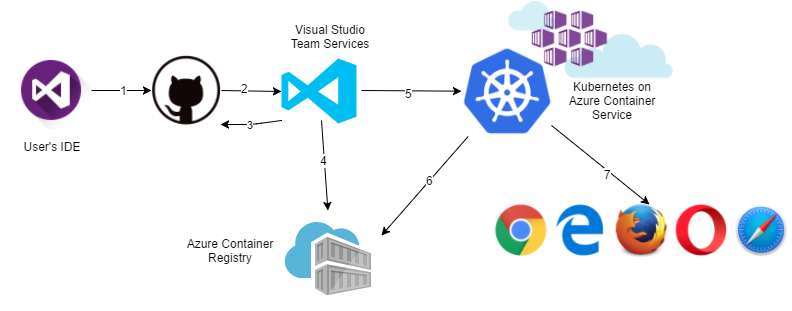 Visual Studio
Team Services
1
2
3
4
5
6
7
User's IDE
Kubernetes on
Azure Container
Service
Azure Container
Registry